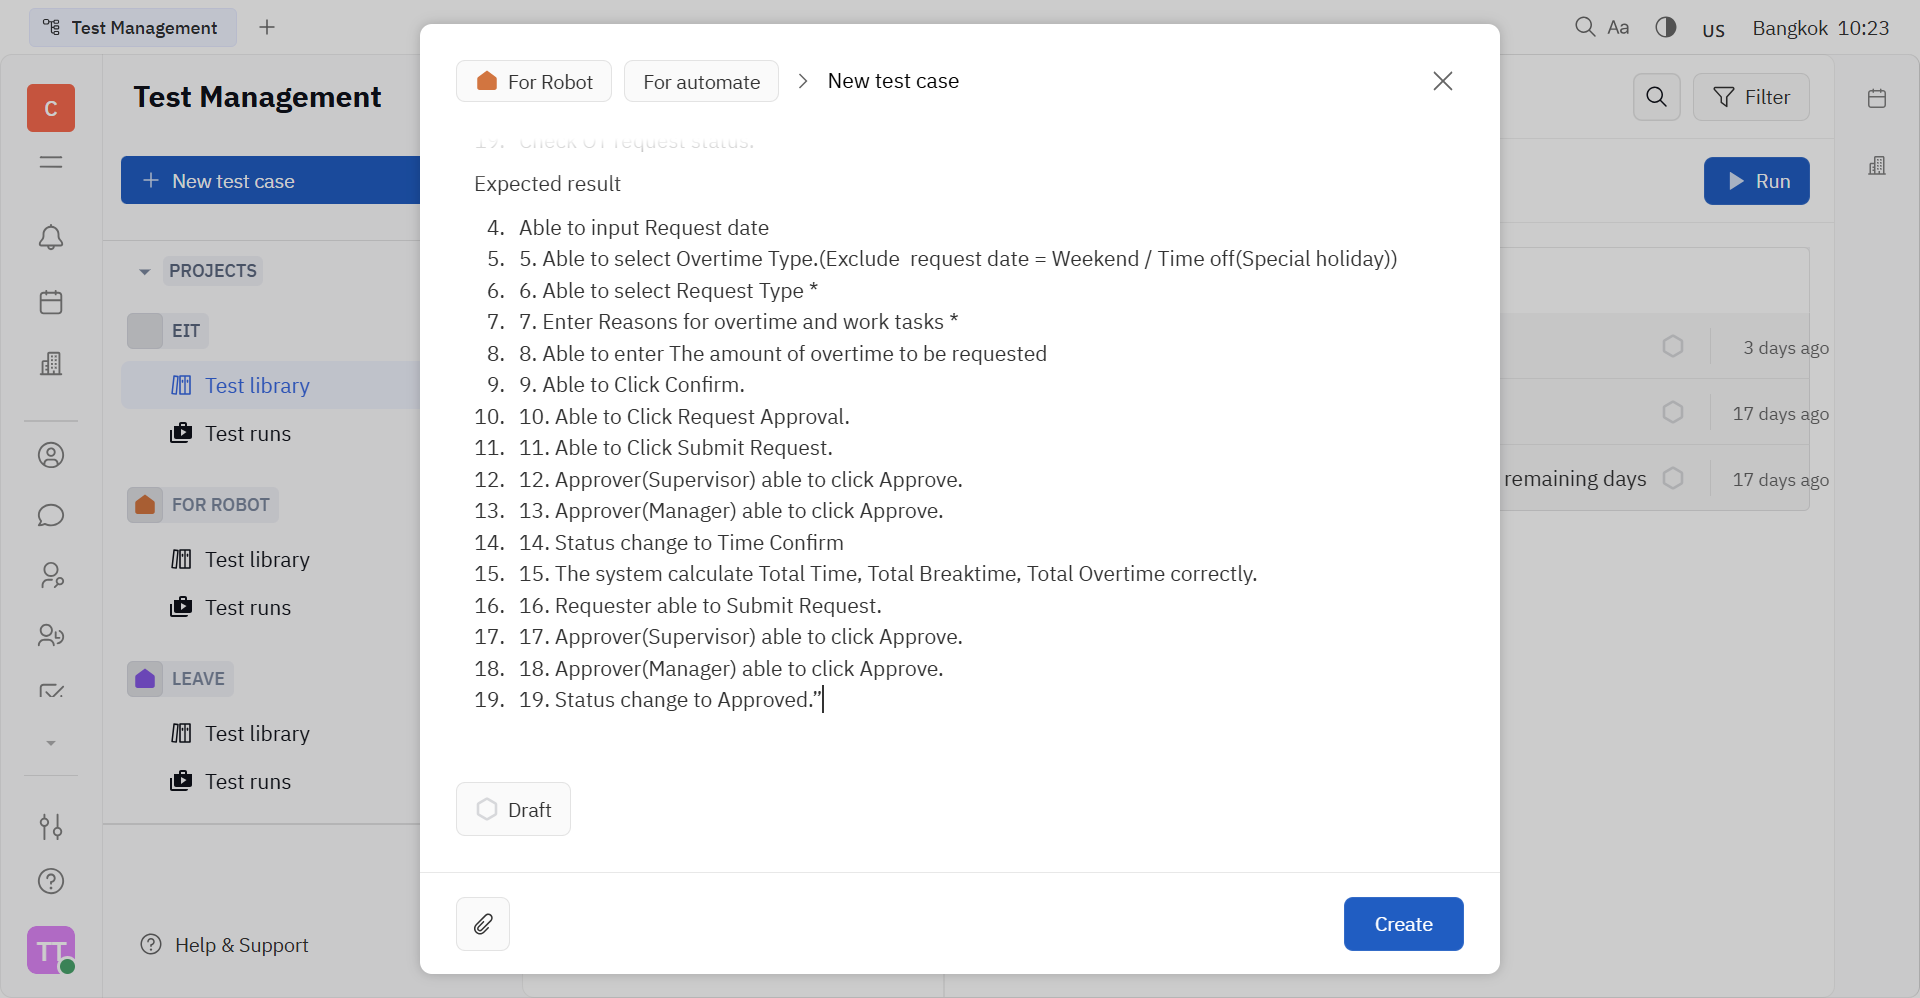 Test Management
Aa
US
Bangkok 10:23
C
Test Management
New test case
PROJECTS
EIT
Test library
Test runs
FOR ROBOT
Test library
Test runs
LEAVE
Test library
Test runs
Help & Support
TT
For Robot
For automate
New test case
19. Check OT request status.
Expected result
4. Able to input Request date
5. 5. Able to select Overtime Type.(Exclude  request date = Weekend / Time off(Special holiday))
6. 6. Able to select Request Type *
7. 7. Enter Reasons for overtime and work tasks *
8. 8. Able to enter The amount of overtime to be requested
9. 9. Able to Click Confirm.
10. 10. Able to Click Request Approval.
11. 11. Able to Click Submit Request.
12. 12. Approver(Supervisor) able to click Approve.
13. 13. Approver(Manager) able to click Approve.
14. 14. Status change to Time Confirm
15. 15. The system calculate Total Time, Total Breaktime, Total Overtime correctly.
16. 16. Requester able to Submit Request.
17. 17. Approver(Supervisor) able to click Approve.
18. 18. Approver(Manager) able to click Approve.
19. 19. Status change to Approved.”
Draft
Create
Filter
Run
3 days ago
17 days ago
remaining days
17 days ago